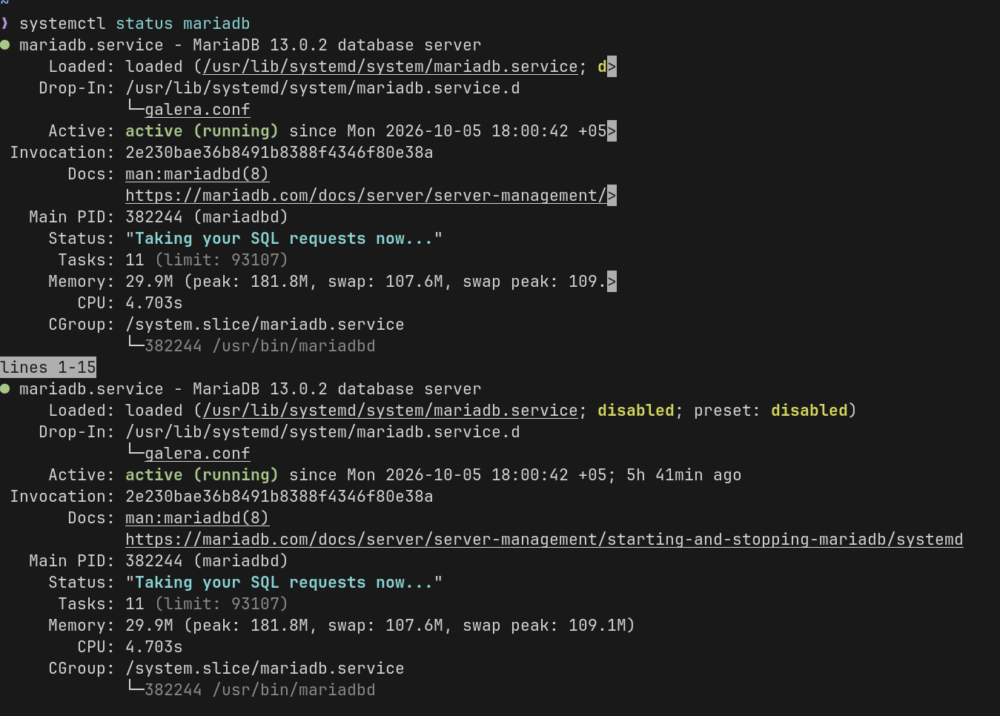 ~
❯ systemctl status mariadb
● mariadb.service - MariaDB 13.0.2 database server
     Loaded: loaded (/usr/lib/systemd/system/mariadb.service; d>
    Drop-In: /usr/lib/systemd/system/mariadb.service.d
             └─galera.conf
     Active: active (running) since Mon 2026-10-05 18:00:42 +05>
 Invocation: 2e230bae36b8491b8388f4346f80e38a
       Docs: man:mariadbd(8)
             https://mariadb.com/docs/server/server-management/>
   Main PID: 382244 (mariadbd)
     Status: "Taking your SQL requests now..."
      Tasks: 11 (limit: 93107)
     Memory: 29.9M (peak: 181.8M, swap: 107.6M, swap peak: 109.>
        CPU: 4.703s
     CGroup: /system.slice/mariadb.service
             └─382244 /usr/bin/mariadbd
lines 1-15
● mariadb.service - MariaDB 13.0.2 database server
     Loaded: loaded (/usr/lib/systemd/system/mariadb.service; disabled; preset: disabled)
    Drop-In: /usr/lib/systemd/system/mariadb.service.d
             └─galera.conf
     Active: active (running) since Mon 2026-10-05 18:00:42 +05; 5h 41min ago
 Invocation: 2e230bae36b8491b8388f4346f80e38a
       Docs: man:mariadbd(8)
             https://mariadb.com/docs/server/server-management/starting-and-stopping-mariadb/systemd
   Main PID: 382244 (mariadbd)
     Status: "Taking your SQL requests now..."
      Tasks: 11 (limit: 93107)
     Memory: 29.9M (peak: 181.8M, swap: 107.6M, swap peak: 109.1M)
        CPU: 4.703s
     CGroup: /system.slice/mariadb.service
             └─382244 /usr/bin/mariadbd